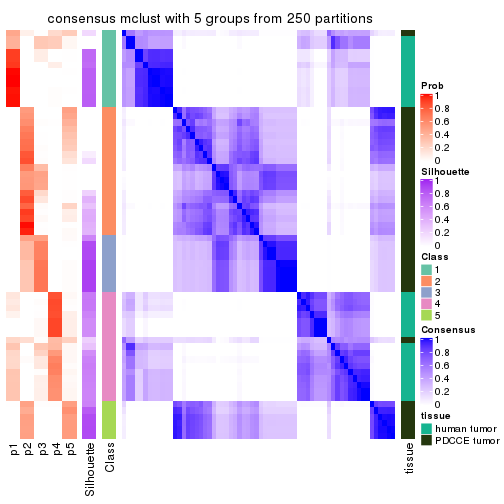 consensus mclust with 5 groups from 250 partitions
Prob
1
0.8
0.6
0.4
0.2
0
Silhouette
1
0.8
0.6
0.4
0.2
0
Class
1
2
3
4
5
Consensus
1
0.8
0.6
0.4
0.2
0
tissue
human tumor
PDCCE tumor
p1
p2
p3
p4
p5
Silhouette
Class
tissue